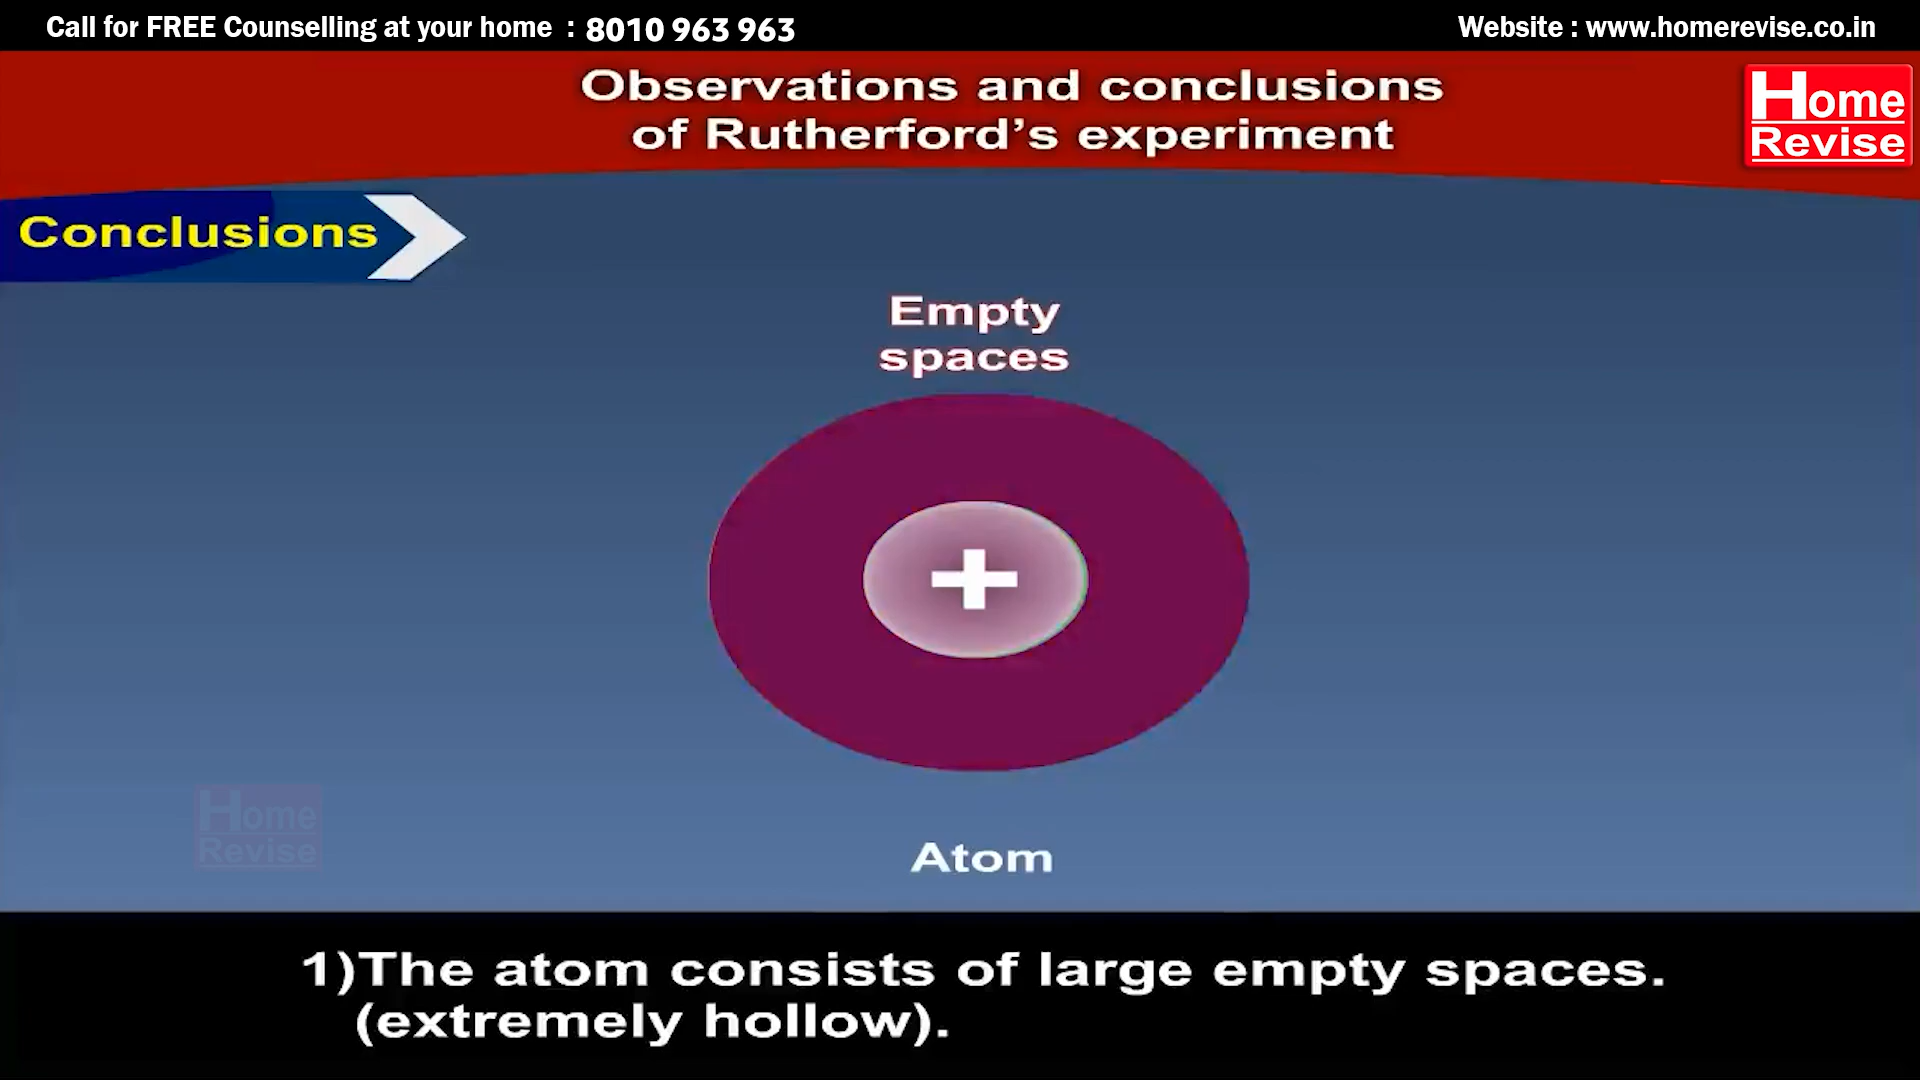 Call for FREE Counselling at your home : 8010 963 963
Website : www.homerevise.co.in
Observations and conclusions
of Rutherford’s experiment
Home
Revise
Conclusions
Empty
spaces
+
Home
Revise
Atom
1)The atom consists of large empty spaces.
(extremely hollow).